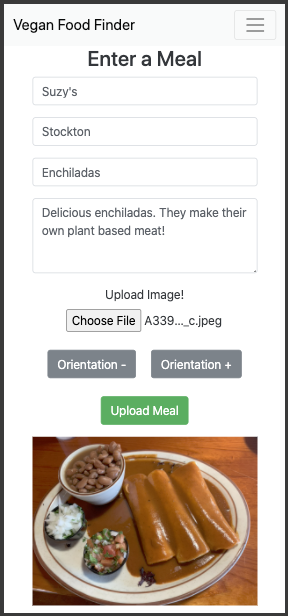 Vegan Food Finder
Enter a Meal
Suzy's
Stockton
Enchiladas
Delicious enchiladas. They make their
own plant based meat!
Upload Image!
Choose File A339..._c.jpeg
Orientation - Orientation +
Upload Meal